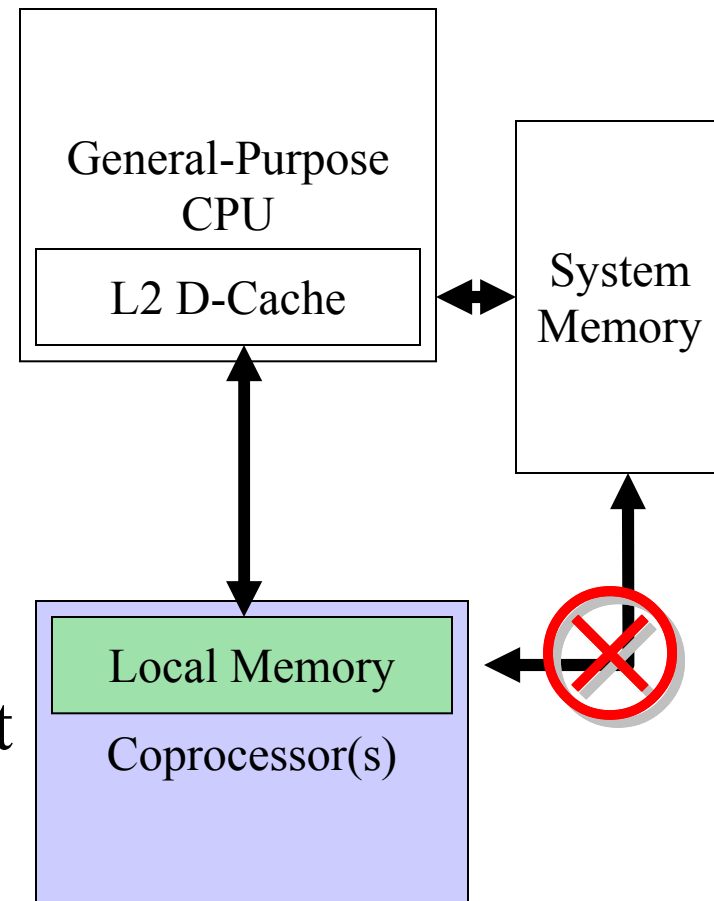 General-Purpose
CPU
L2 D-Cache
System
Memory
Local Memory
t
Coprocessor(s)